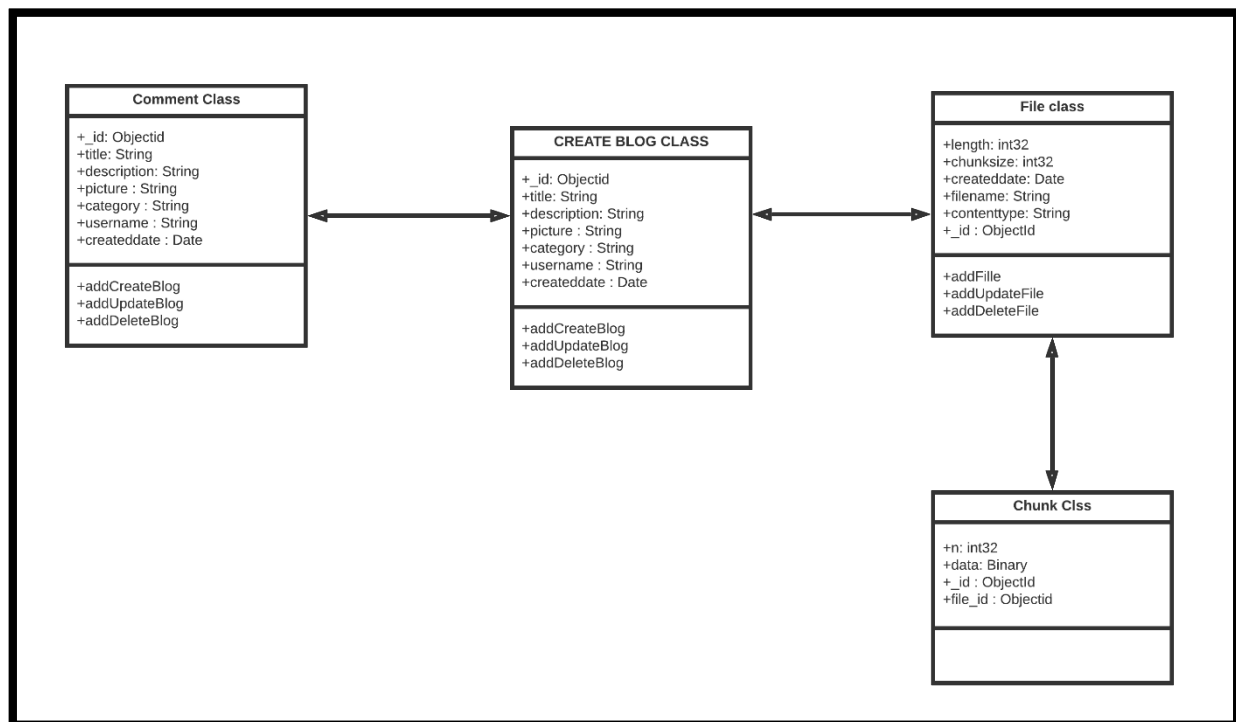 Comment Class
+_id: Objectid
+title: String
+description: String
+picture : String
+category : String
+username : String
+createddate : Date
+addCreateBlog
+addUpdateBlog
+addDeleteBlog
CREATE BLOG CLASS
+_id: Objectid
+title: String
+description: String
+picture : String
+category : String
+username : String
+createddate : Date
+addCreateBlog
+addUpdateBlog
+addDeleteBlog
File class
+length: int32
+chunksize: int32
+createddate: Date
+filename: String
+contenttype: String
+_id : ObjectId
+addFille
+addUpdateFile
+addDeleteFile
Chunk Clss
+n: int32
+data: Binary
+_id : ObjectId
+file_id : Objectid